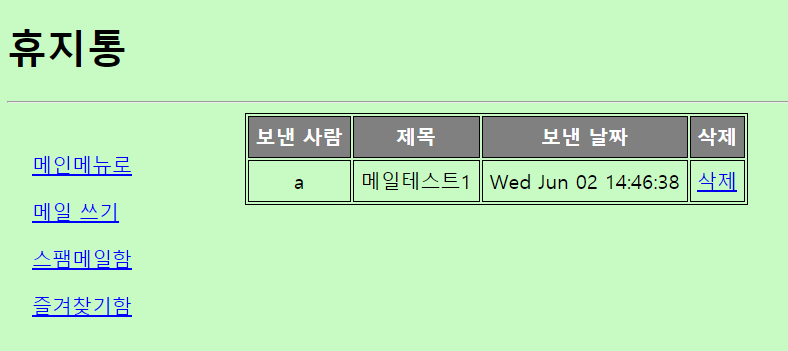 휴지통
보낸 사람 제목 보낸 날짜 삭제
a 메일테스트1 Wed Jun 02 14:46:38 삭제
메인메뉴로
메일 쓰기
스팸메일함
즐겨찾기함